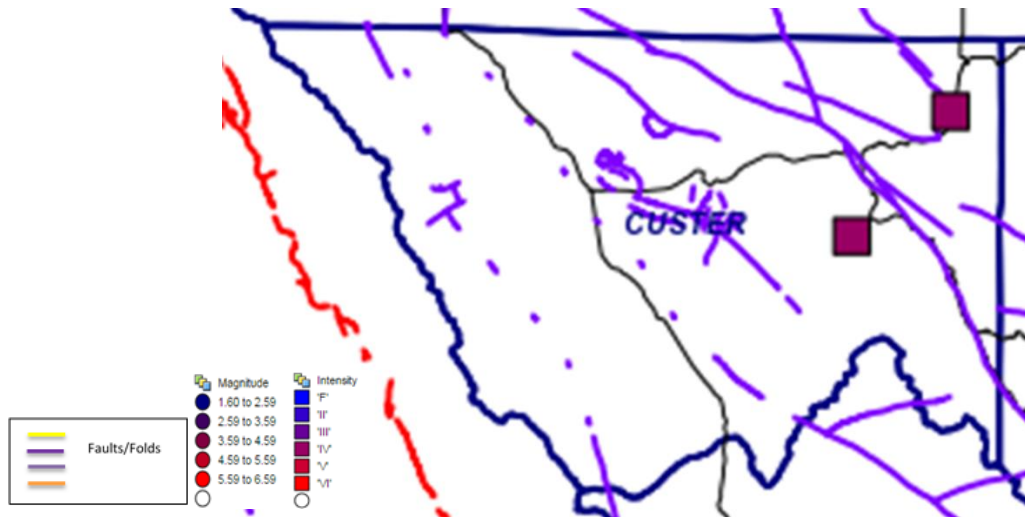 CUSTER
Magnitude
1.60 to 2.59
2.59 to 3.59
3.59 to 4.59
4.59 to 5.59
5.59 to 6.59
Intensity
'F'
'II'
'III'
'IV'
'V'
'VI'
Faults/Folds